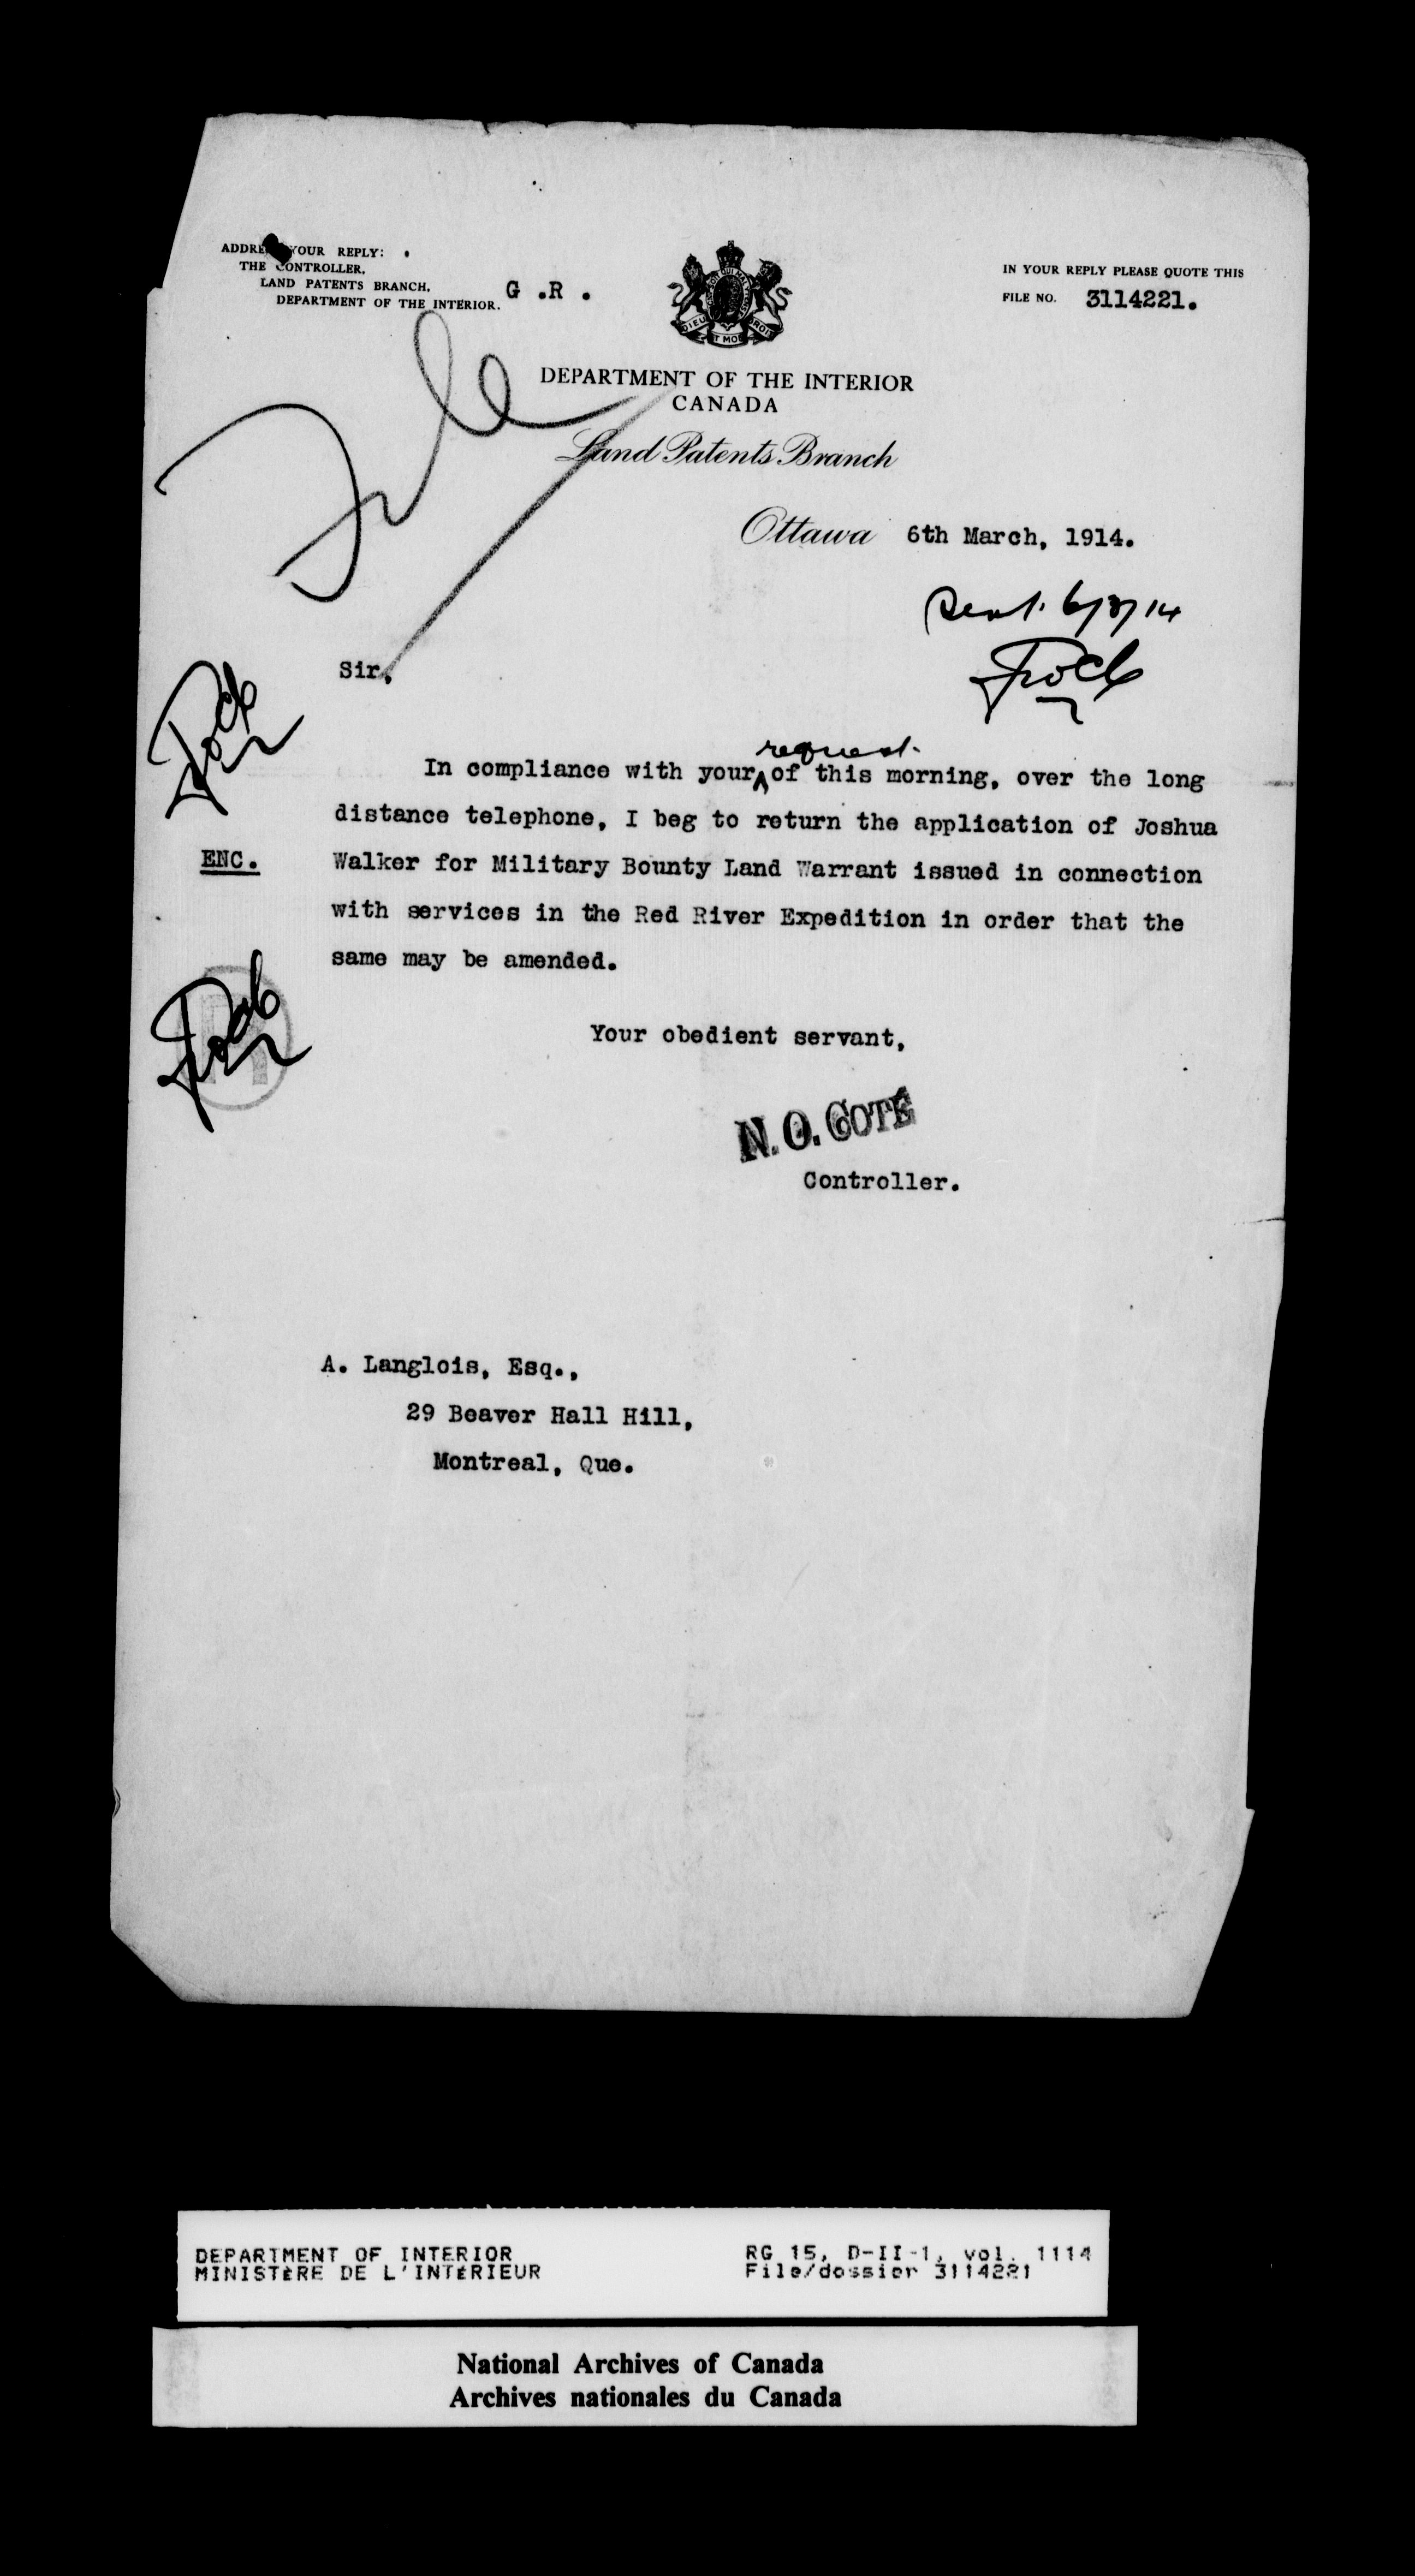 ADDRE YOUR REPLY:
THE CONTROLLER,
LAND PATENTS BRANCH,
DEPARTMENT OF THE INTERIOR.
G .R .
IN YOUR REPLY PLEASE QUOTE THIS
FILE NO. 3114221.
DEPARTMENT OF THE INTERIOR
CANADA
Land Patents Branch
File
Ottawa 6th March, 1914.
Sent. 6/3/14
Sir,
request
In compliance with your of this morning, over the long
distance telephone, I beg to return the application of Joshua
ENC.
Walker for Military Bounty Land Warrant issued in connection
with services in the Red River Expedition in order that the
same may be amended.
Your obedient servant,
N. O. COTÉ
Controller.
A. Langlois, Esq.,
29 Beaver Hall Hill,
Montreal, Que.
DEPARTMENT OF INTERIOR
MINISTÈRE DE L'INTÉRIEUR
RG 15, D-II-1, vol. 1114
File/dossier 3114221
National Archives of Canada
Archives nationales du Canada